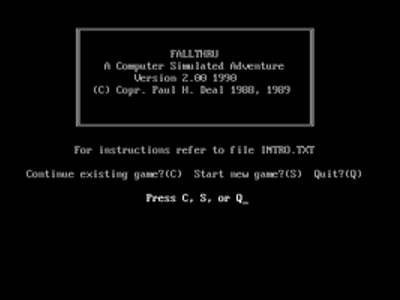 FALLTHRU
A Computer Simulated Adventure
Version 2.00 1990
(C) Copr. Paul H. Deal 1988, 1989
For instructions refer to file INTRO.TXT
Continue existing game?(C) Start new game?(S) Quit?(Q)
Press C, S, or Q_